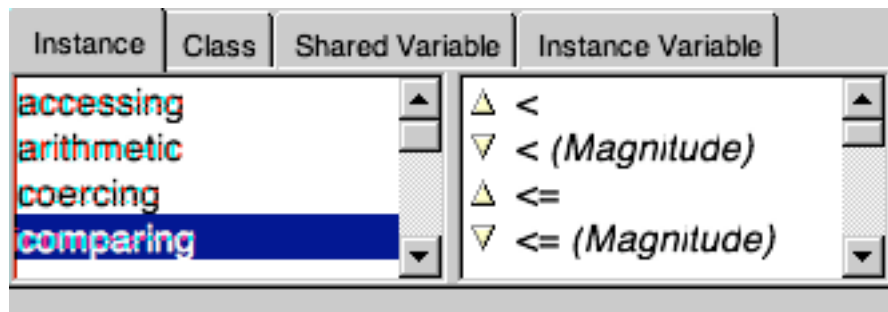 Instance Class Shared Variable Instance Variable
accessing
arithmetic
coercing
comparing
<
< (Magnitude)
<=
<= (Magnitude)